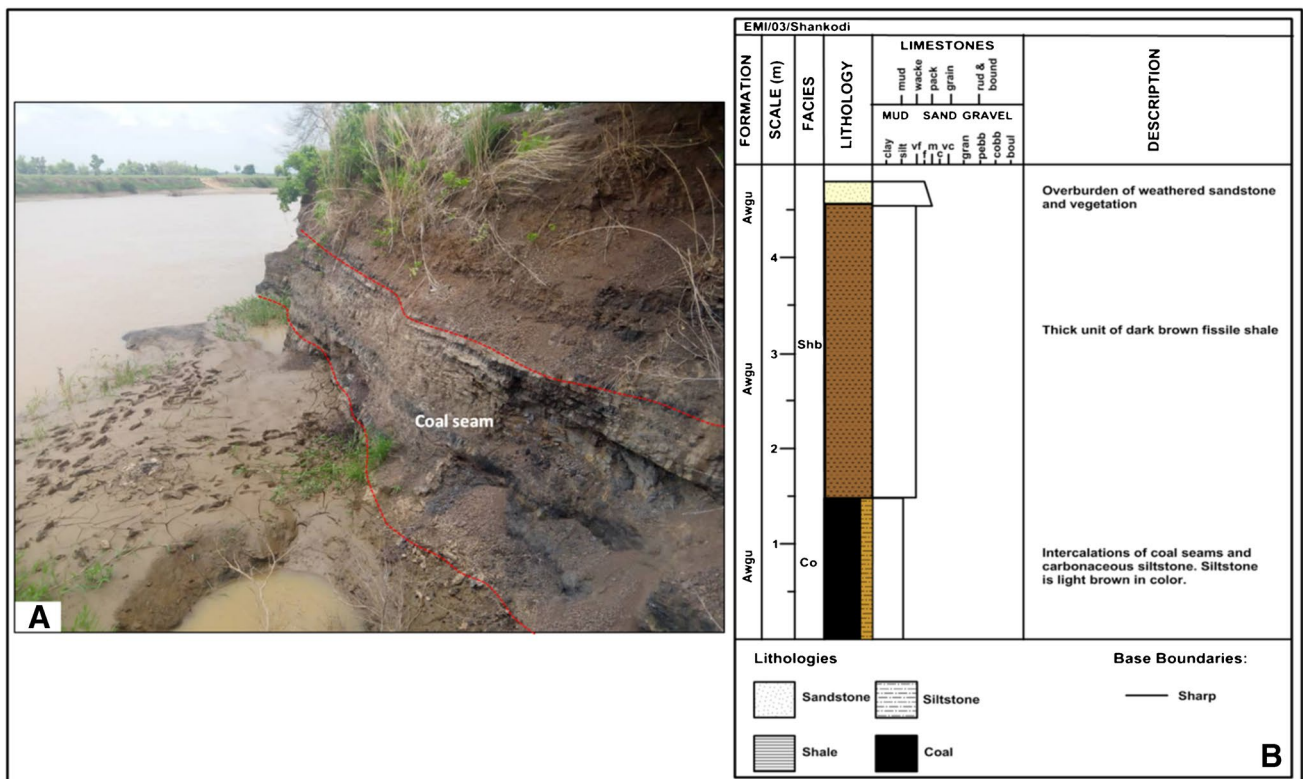 Coal seam
A
EMI/03/Shankodi
FORMATION
SCALE (m)
FACIES
LITHOLOGY
LIMESTONES
mud
wacke
pack
grain
rud &
bound
MUD SAND GRAVEL
clay
silt
vf
f
m
c
vc
gran
pebb
cobb
boul
DESCRIPTION
Awgu
Overburden of weathered sandstone
and vegetation
4
Awgu
3
Shb
Thick unit of dark brown fissile shale
2
Awgu
1
Co
Intercalations of coal seams and
carbonaceous siltstone. Siltstone
is light brown in color.
Lithologies
Sandstone
Siltstone
Shale
Coal
Base Boundaries:
Sharp
B